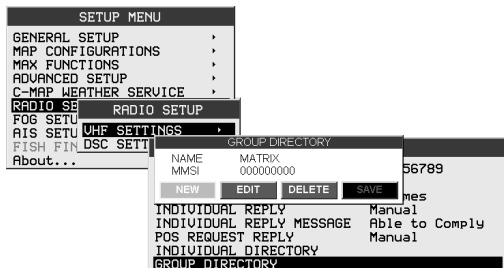 SETUP MENU
GENERAL SETUP
MAP CONFIGURATIONS
MAX FUNCTIONS
ADVANCED SETUP
C-MAP WEATHER SERVICE
RADIO SE
FOG SETU
AIS SETU
FISH FIN
About...
RADIO SETUP
VHF SETTINGS
DSC SETT
GROUP DIRECTORY
NAME MATRIX
MMSI 000000000
NEW EDIT DELETE SAVE
56789
mes
INDIVIDUAL REPLY Manual
INDIVIDUAL REPLY MESSAGE Able to Comply
POS REQUEST REPLY Manual
INDIVIDUAL DIRECTORY
GROUP DIRECTORY